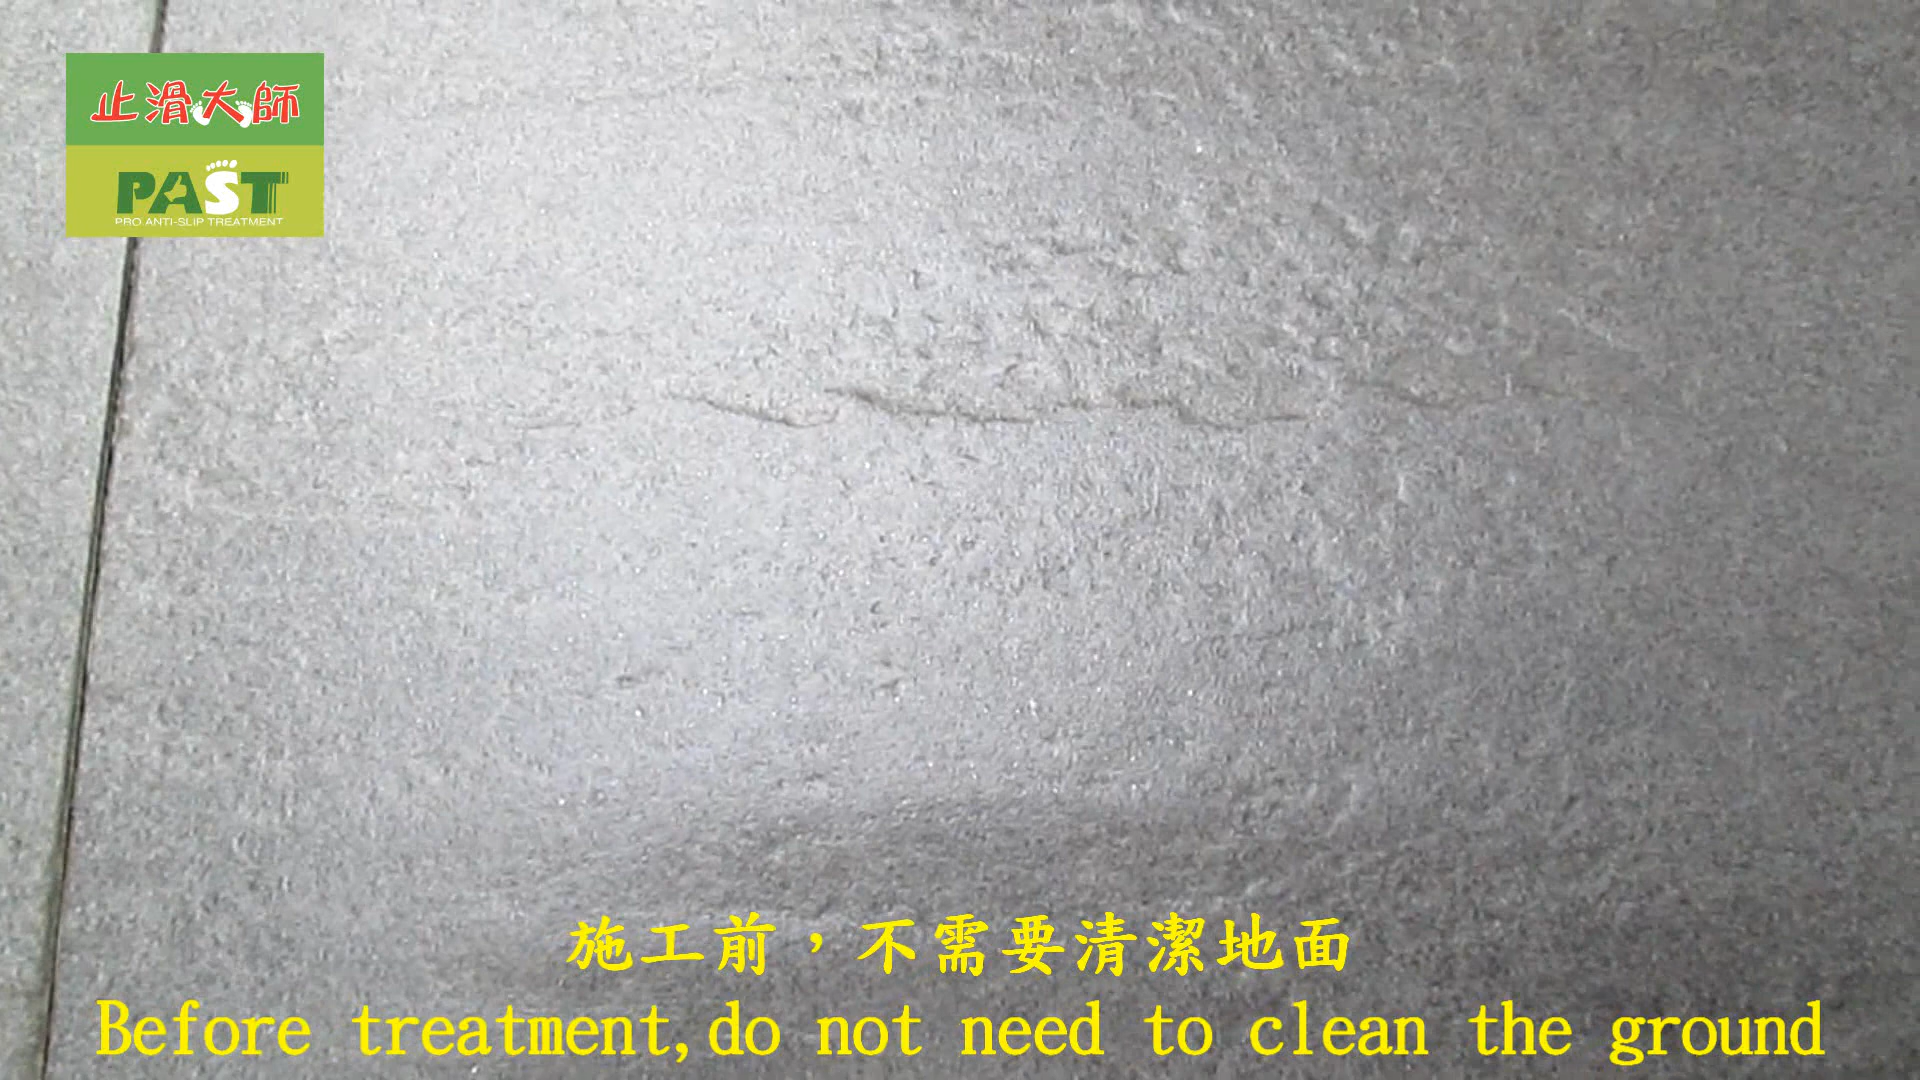 止滑大師
PAST
PRO ANTI-SLIP TREATMENT
施工前，不需要清潔地面
Before treatment,do not need to clean the ground